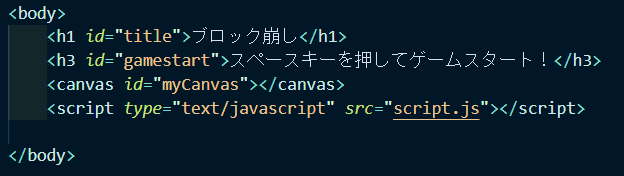 <body>
<h1 id="title">ブロック崩し</h1>
<h3 id="gamestart">スペースキーを押してゲームスタート！</h3>
<canvas id="myCanvas"></canvas>
<script type="text/javascript" src="script.js"></script>
</body>